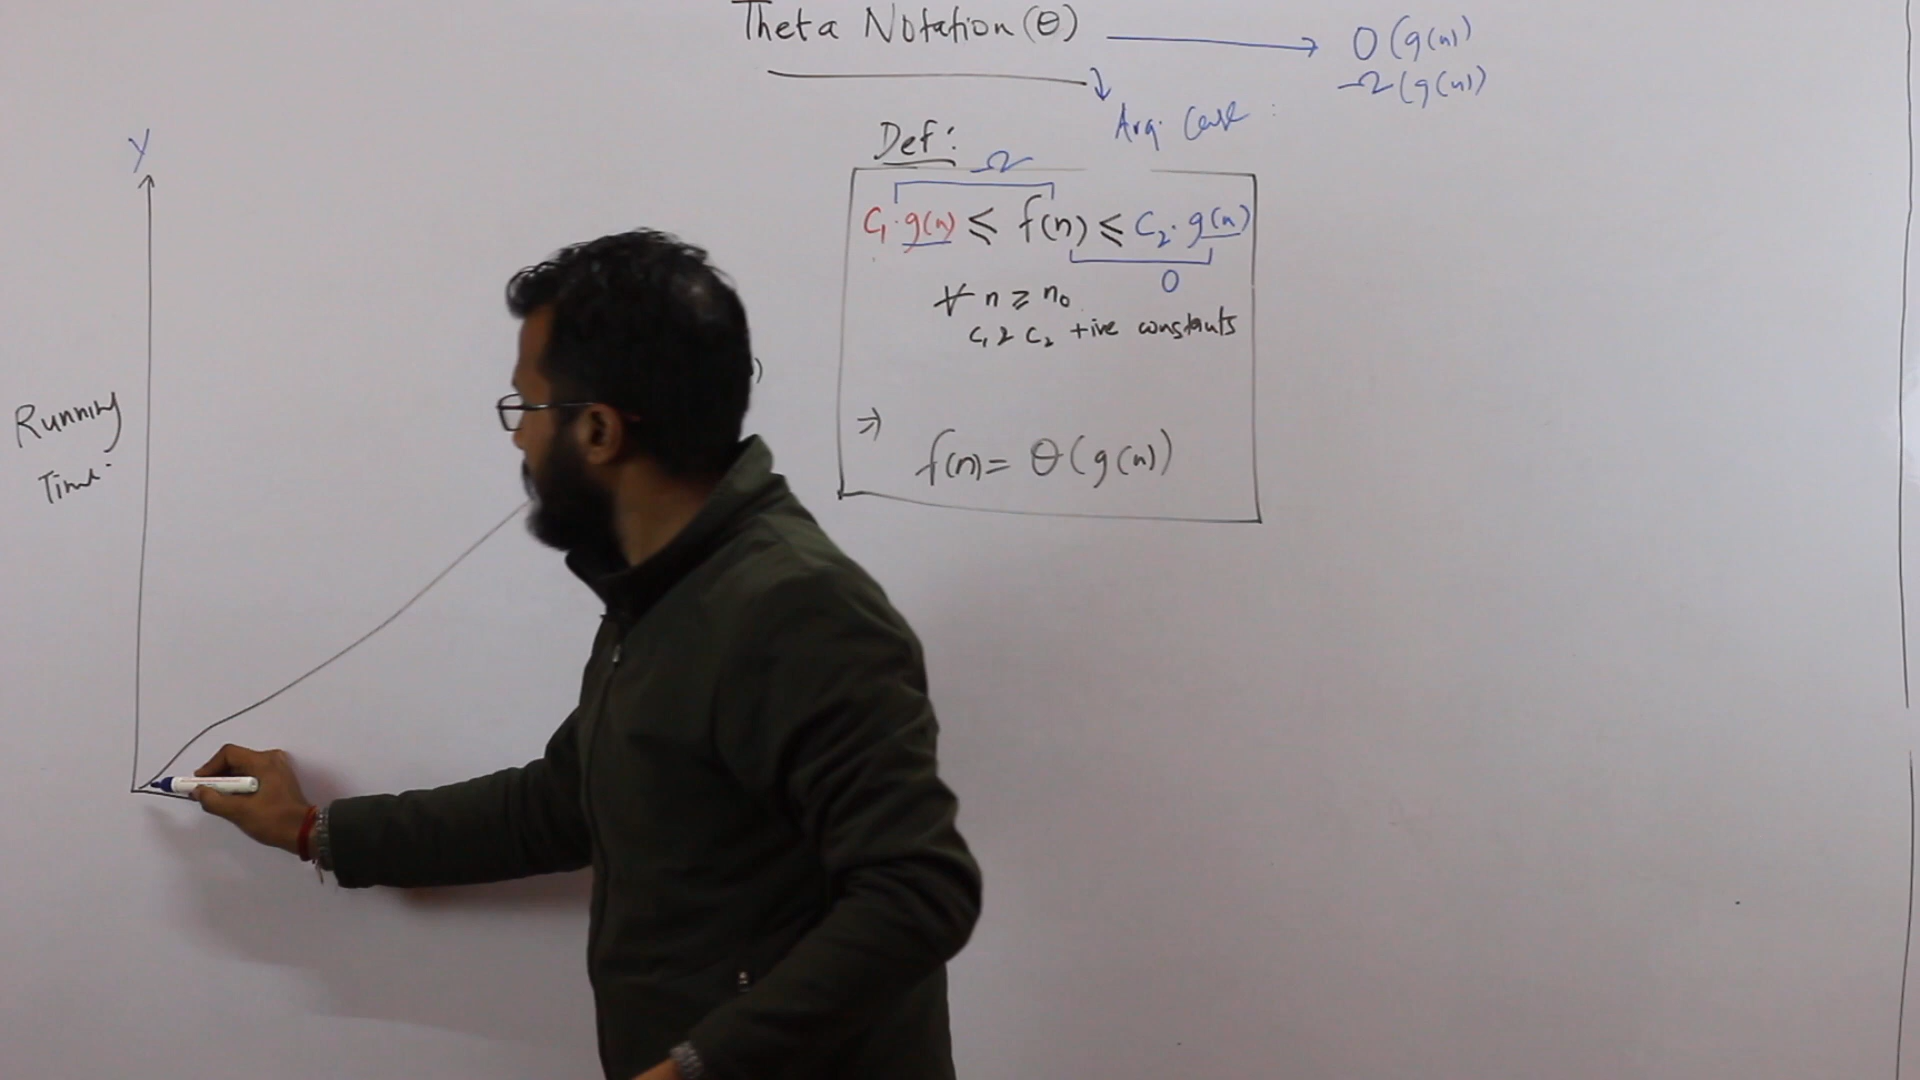 Theta Notation (θ)
O(g(n))
Ω(g(n))
Avg. Case :
Def:
Ω
C₁·g(n) ≤ f(n) ≤ C₂·g(n)
O
∀ n ≥ n₀
C₁ & C₂ +ive constants
⇒ f(n) = θ(g(n))
Y
Running
Time
)